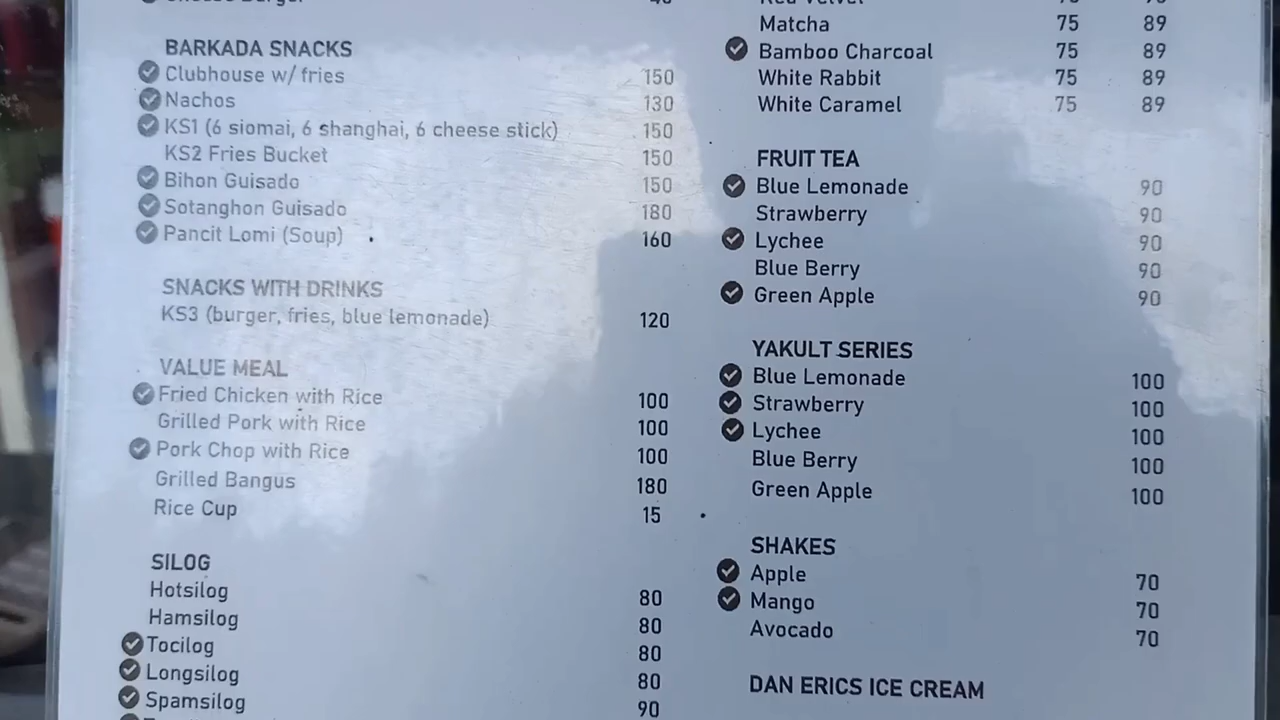 Cheese Burger 40
BARKADA SNACKS
Clubhouse w/ fries 150
Nachos 130
KS1 (6 siomai, 6 shanghai, 6 cheese stick) 150
KS2 Fries Bucket 150
Bihon Guisado 150
Sotanghon Guisado 180
Pancit Lomi (Soup) 160
SNACKS WITH DRINKS
KS3 (burger, fries, blue lemonade) 120
VALUE MEAL
Fried Chicken with Rice 100
Grilled Pork with Rice 100
Pork Chop with Rice 100
Grilled Bangus 180
Rice Cup 15
SILOG
Hotsilog 80
Hamsilog 80
Tocilog 80
Longsilog 80
Spamsilog 90
Red Velvet
Matcha 75 89
Bamboo Charcoal 75 89
White Rabbit 75 89
White Caramel 75 89
FRUIT TEA
Blue Lemonade 90
Strawberry 90
Lychee 90
Blue Berry 90
Green Apple 90
YAKULT SERIES
Blue Lemonade 100
Strawberry 100
Lychee 100
Blue Berry 100
Green Apple 100
SHAKES
Apple 70
Mango 70
Avocado 70
DAN ERICS ICE CREAM